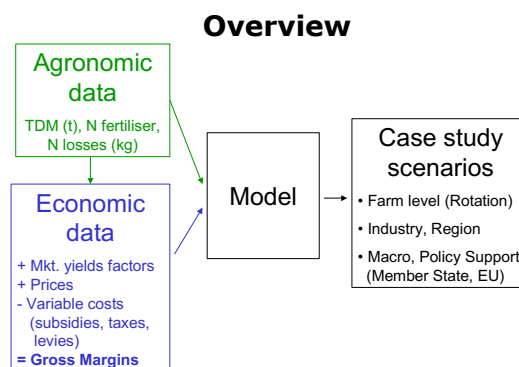 Overview
Agronomic
data
TDM (t), N fertiliser,
N losses (kg)
Economic
data
+ Mkt. yields factors
+ Prices
- Variable costs
(subsidies, taxes,
levies)
= Gross Margins
Model
Case study
scenarios
• Farm level (Rotation)
• Industry, Region
• Macro, Policy Support
(Member State, EU)